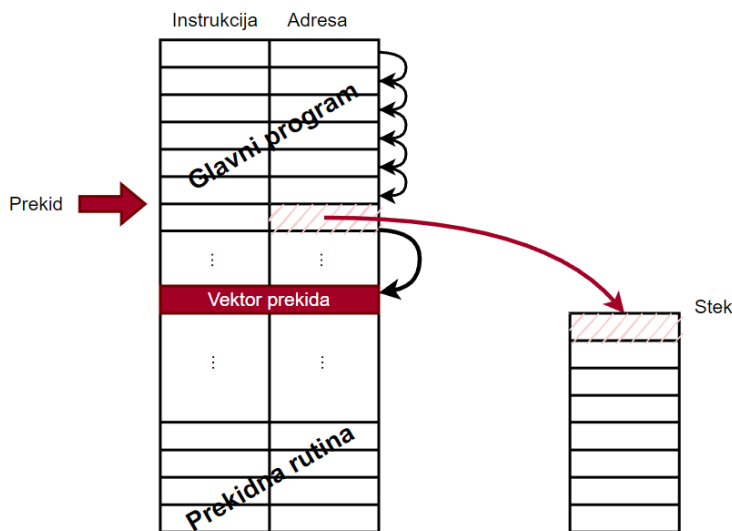 Instrukcija Adresa
Glavni program
Prekid
Vektor prekida
Stek
Prekidna rutina